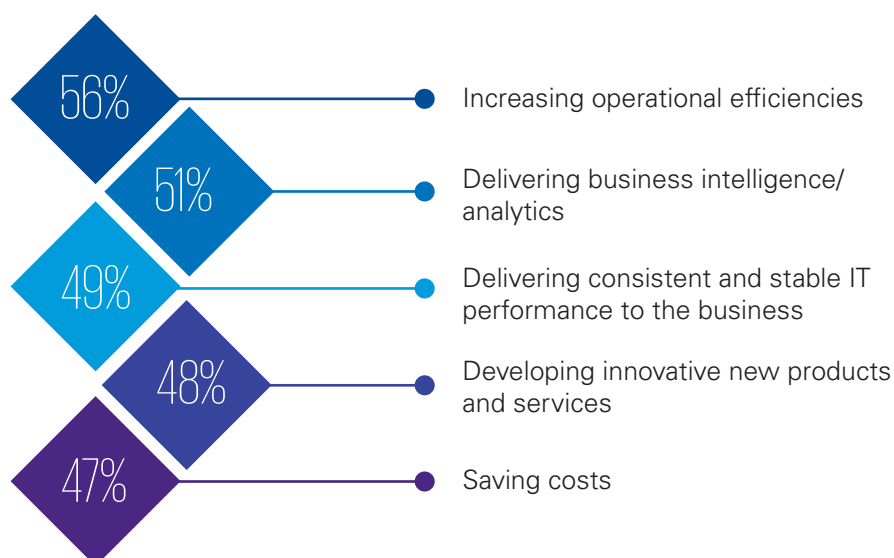 56%
Increasing operational efficiencies
51%
Delivering business intelligence/
analytics
49%
Delivering consistent and stable IT
performance to the business
48%
Developing innovative new products
and services
47%
Saving costs